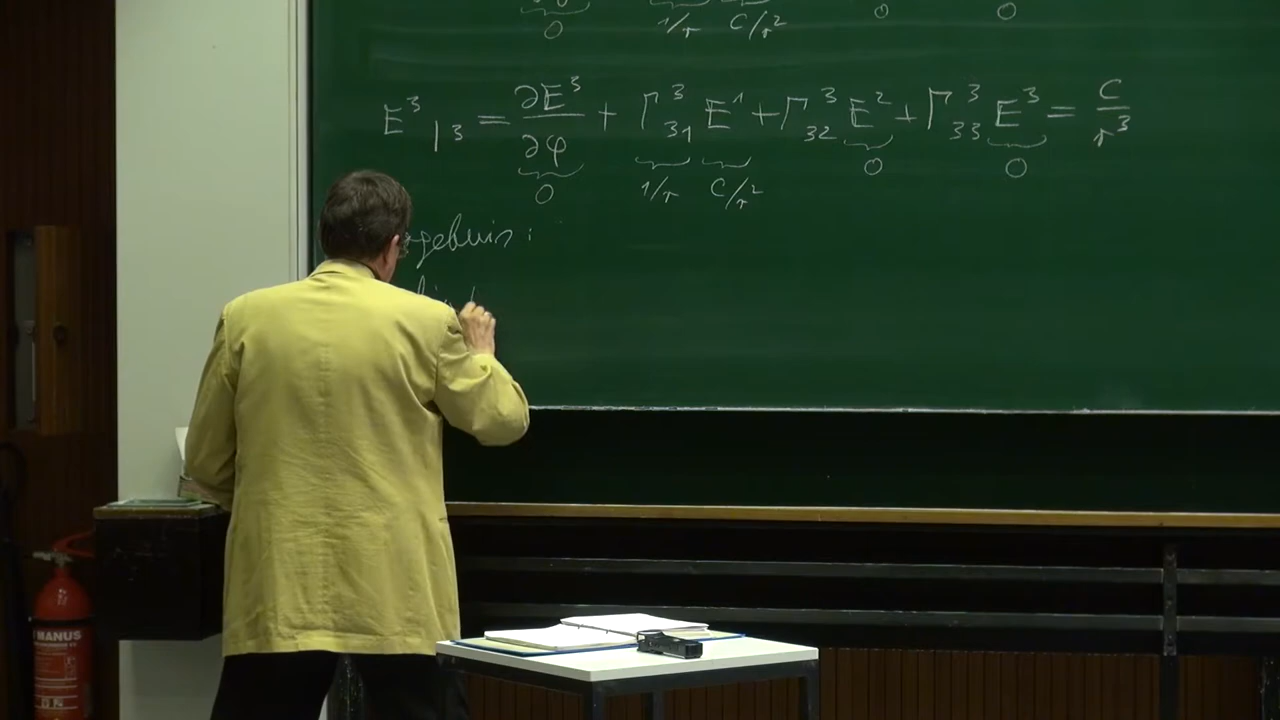 0 1/r C/r² 0 0
E³|₃ = ∂E³/∂φ + Γ³₃₁ E¹ + Γ³₃₂ E² + Γ³₃₃ E³ = C/r³
0 1/r C/r² 0 0
gebnis:
MANUS